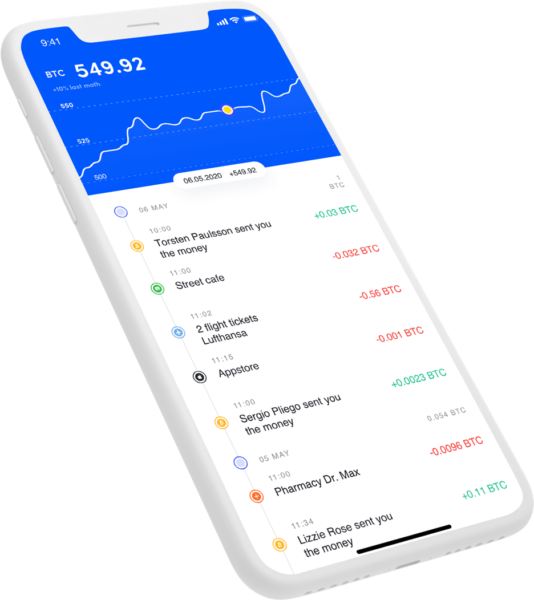 9:41
BTC 549.92
+10% last moth
550
525
500
06.05.2020 +549.92
06 MAY
1
BTC
10:00
Torsten Paulsson sent you
the money
+0.03 BTC
11:00
Street cafe
-0.032 BTC
11:02
2 flight tickets
Lufthansa
-0.56 BTC
11:15
Appstore
-0.001 BTC
11:00
Sergio Pliego sent you
the money
+0.0023 BTC
05 MAY
0.054 BTC
11:00
Pharmacy Dr. Max
-0.0096 BTC
11:34
Lizzie Rose sent you
the money
+0.11 BTC